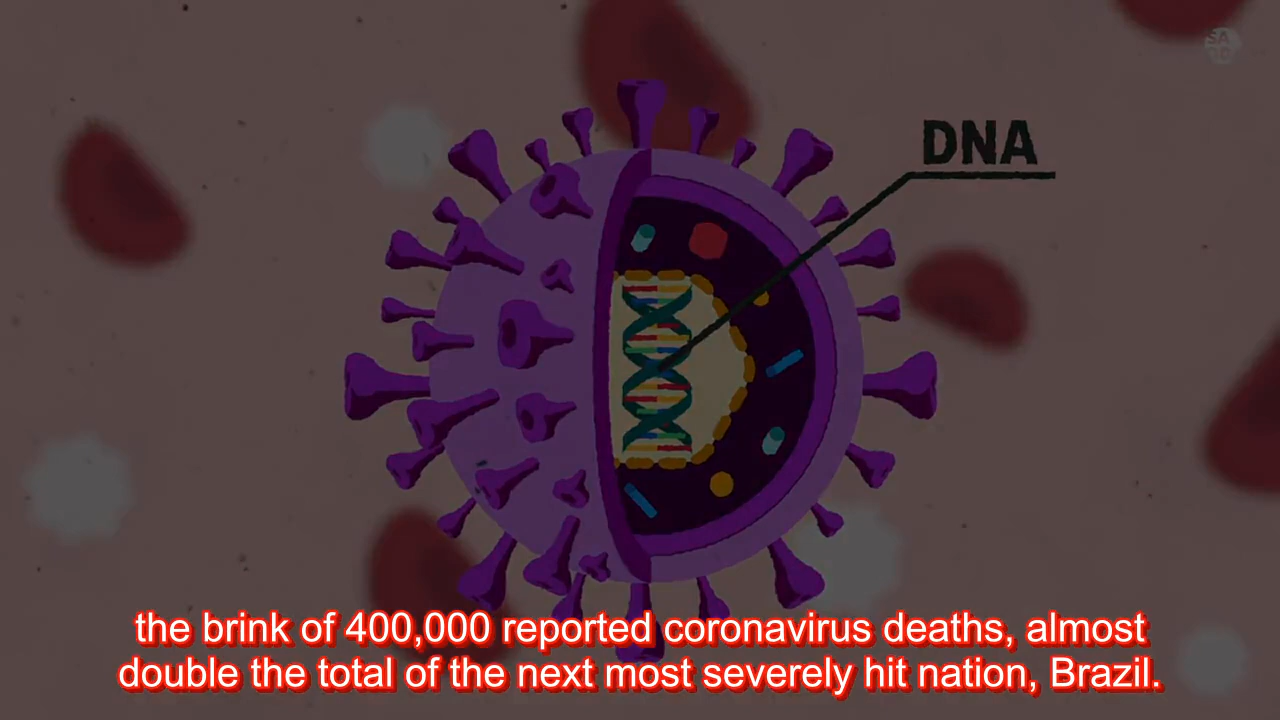 SA
DNA
the brink of 400,000 reported coronavirus deaths, almost
double the total of the next most severely hit nation, Brazil.